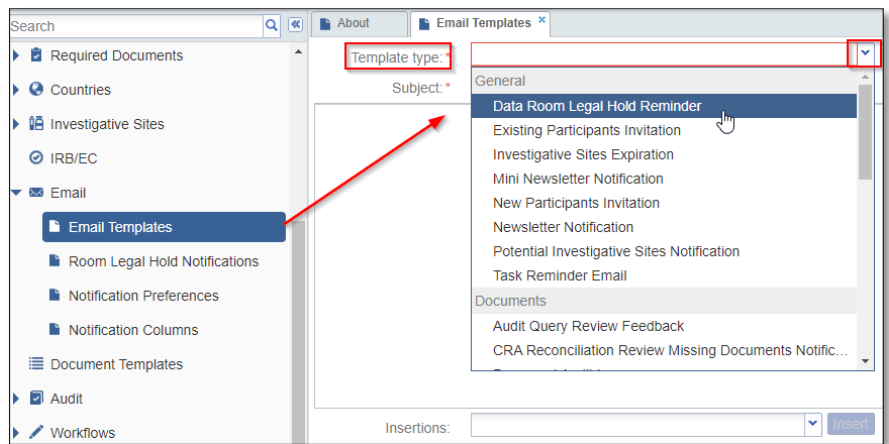 Search
Required Documents
Countries
Investigative Sites
IRB/EC
Email
Email Templates
Room Legal Hold Notifications
Notification Preferences
Notification Columns
Document Templates
Audit
Workflows
About
Email Templates
Template type: *
Subject: *
General
Data Room Legal Hold Reminder
Existing Participants Invitation
Investigative Sites Expiration
Mini Newsletter Notification
New Participants Invitation
Newsletter Notification
Potential Investigative Sites Notification
Task Reminder Email
Documents
Audit Query Review Feedback
CRA Reconciliation Review Missing Documents Notific...
Insertions:
Insert